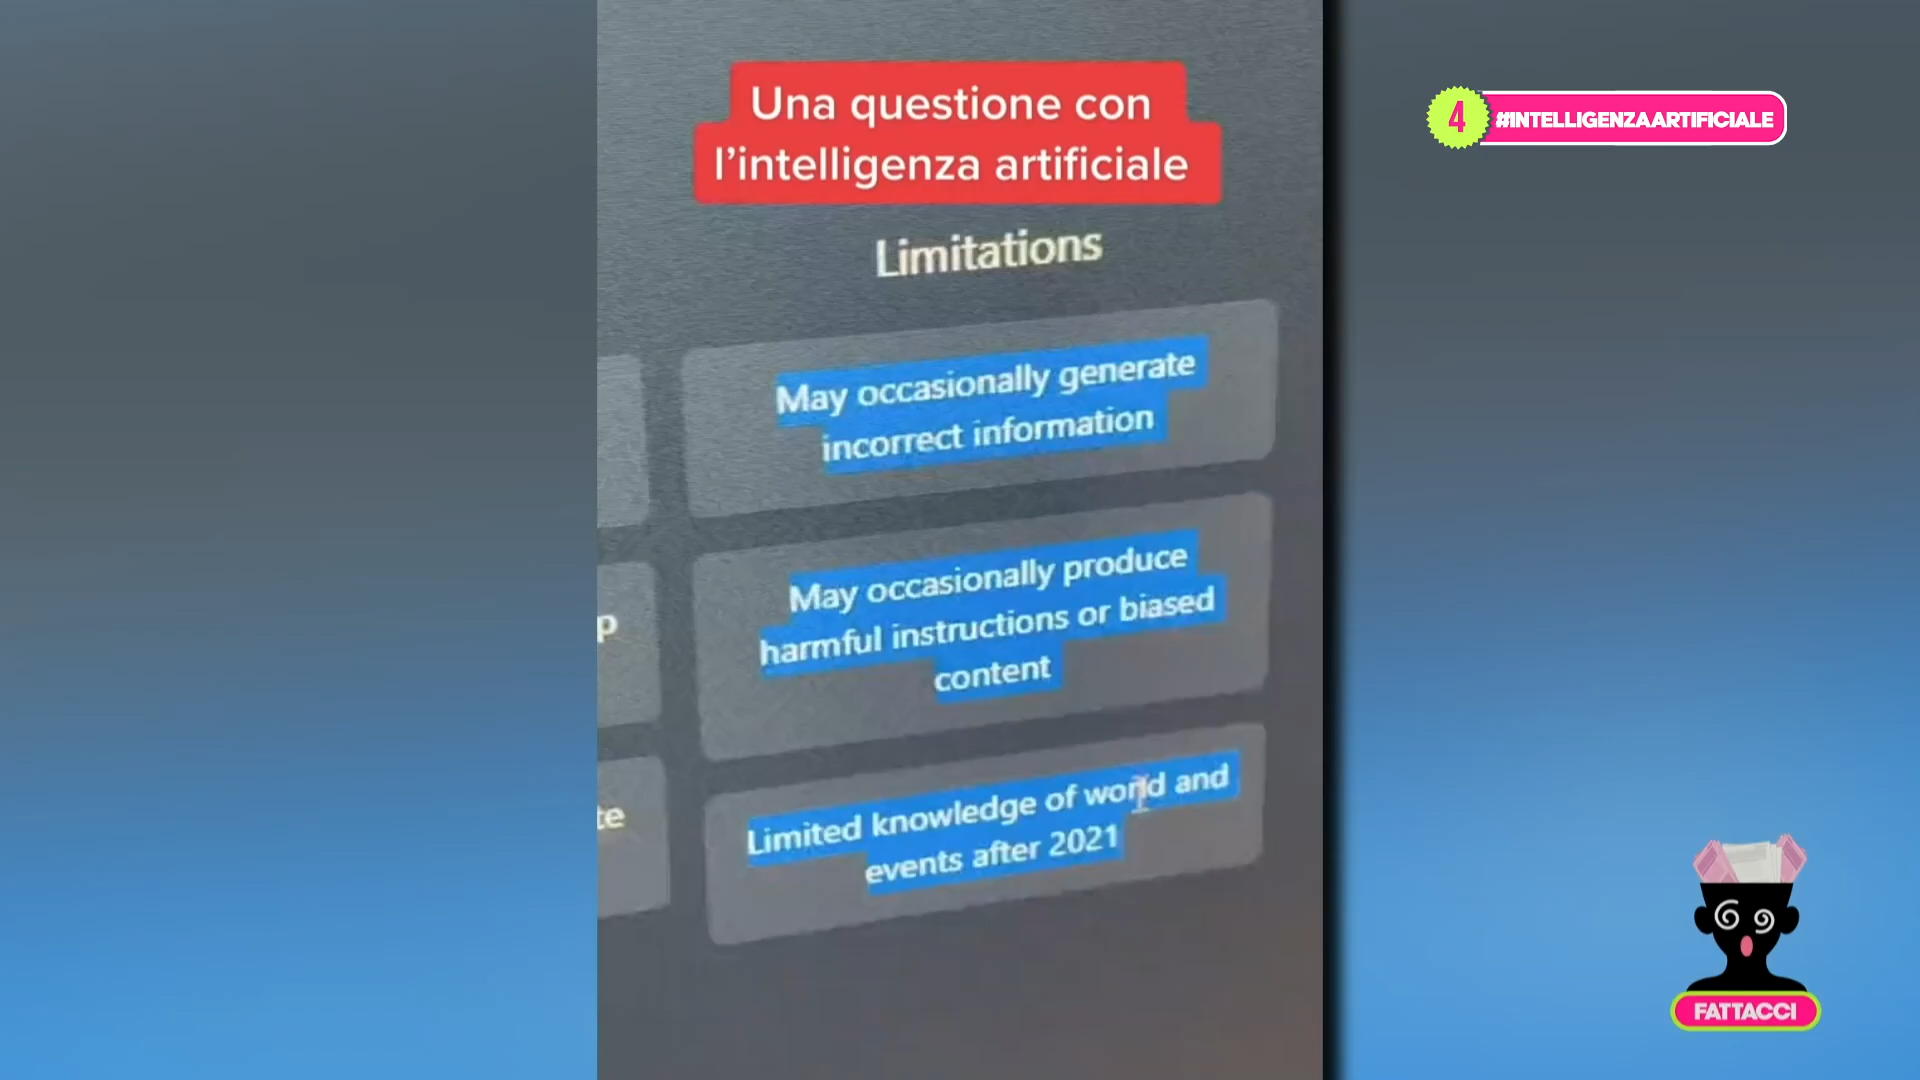 Una questione con
l’intelligenza artificiale
4 #INTELLIGENZAARTIFICIALE
Limitations
May occasionally generate
incorrect information
May occasionally produce
harmful instructions or biased
content
p
Limited knowledge of world and
events after 2021
te
FATTACCI